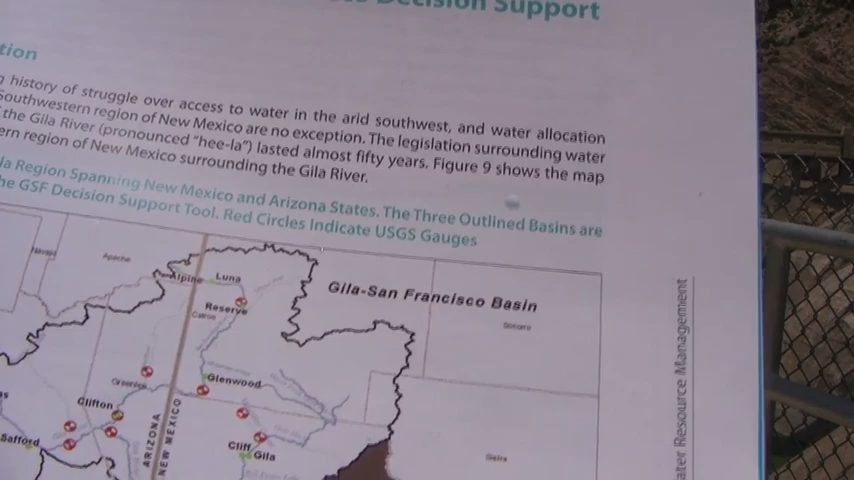 Decision Support
tion
history of struggle over access to water in the arid southwest, and water allocation
Southwestern region of New Mexico are no exception. The legislation surrounding water
the Gila River (pronounced "hee-la") lasted almost fifty years. Figure 9 shows the map
ern region of New Mexico surrounding the Gila River.
la Region Spanning New Mexico and Arizona States. The Three Outlined Basins are
he GSF Decision Support Tool. Red Circles Indicate USGS Gauges
Apache
Alpine
Luna
Gila-San Francisco Basin
Reserve
Catron
Socorro
Greenlee
Glenwood
Clifton
ARIZONA
NEW MEXICO
Safford
Cliff
Gila
Sierra
ater Resource Management